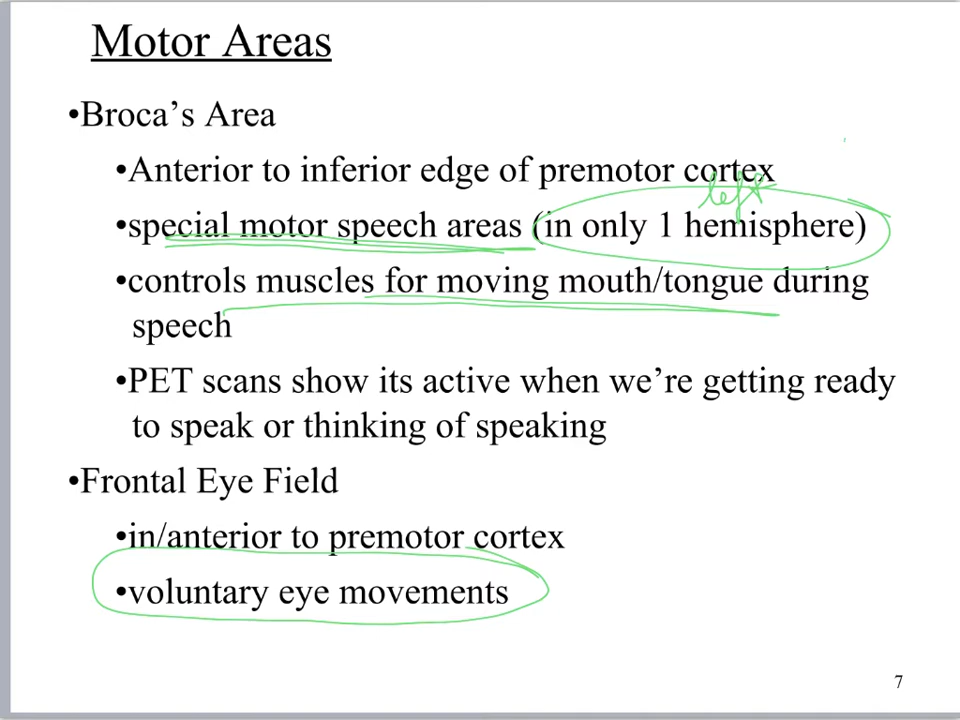 Motor Areas
•Broca’s Area
•Anterior to inferior edge of premotor cortex
left
•special motor speech areas (in only 1 hemisphere)
•controls muscles for moving mouth/tongue during
speech
•PET scans show its active when we’re getting ready
to speak or thinking of speaking
•Frontal Eye Field
•in/anterior to premotor cortex
•voluntary eye movements
7